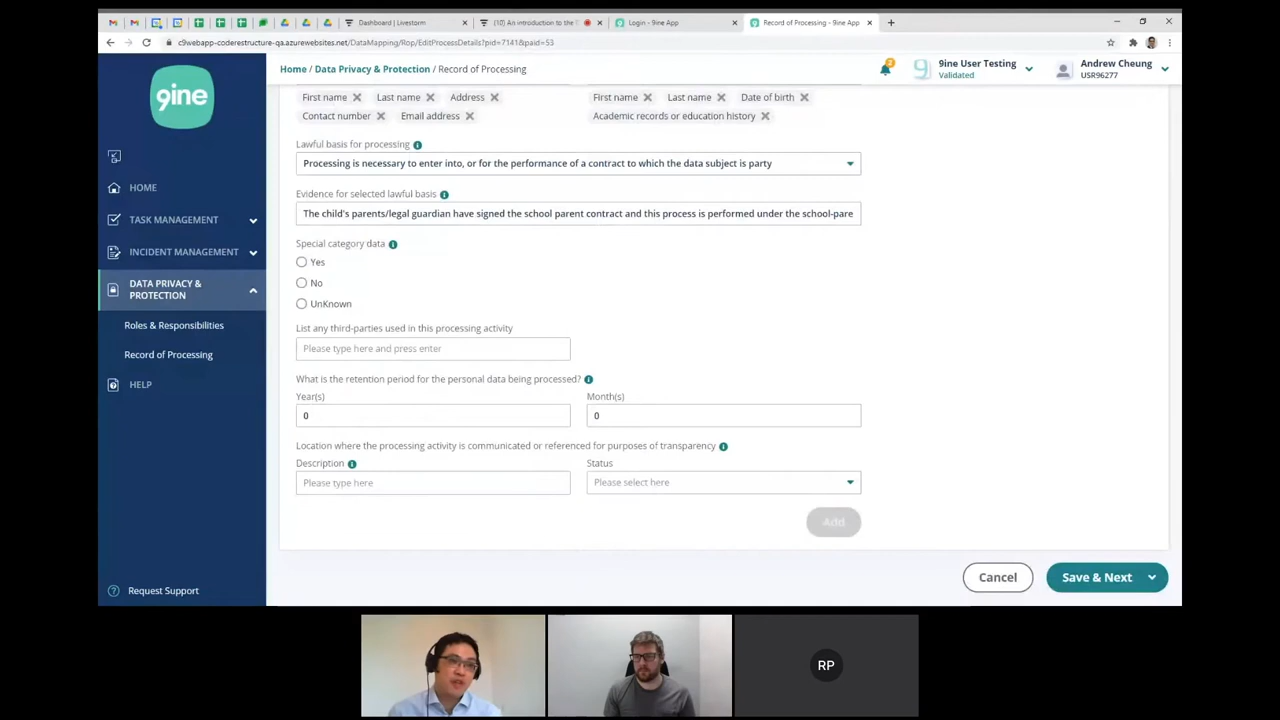 Dashboard | Livestorm
(10) An introduction to the T
Login - 9ine App
Record of Processing - 9ine App
c9webapp-coderestructure-qa.azurewebsites.net/DataMapping/Rop/EditProcessDetails?pid=7141&paid=53
9ine
HOME
TASK MANAGEMENT
INCIDENT MANAGEMENT
DATA PRIVACY &
PROTECTION
Roles & Responsibilities
Record of Processing
HELP
Request Support
Home / Data Privacy & Protection / Record of Processing
2
9ine User Testing
Validated
Andrew Cheung
USR96277
First name Last name Address
Contact number Email address
First name Last name Date of birth
Academic records or education history
Lawful basis for processing
Processing is necessary to enter into, or for the performance of a contract to which the data subject is party
Evidence for selected lawful basis
The child's parents/legal guardian have signed the school parent contract and this process is performed under the school-pare
Special category data
Yes
No
UnKnown
List any third-parties used in this processing activity
Please type here and press enter
What is the retention period for the personal data being processed?
Year(s)
0
Month(s)
0
Location where the processing activity is communicated or referenced for purposes of transparency
Description
Please type here
Status
Please select here
Add
Cancel
Save & Next
RP